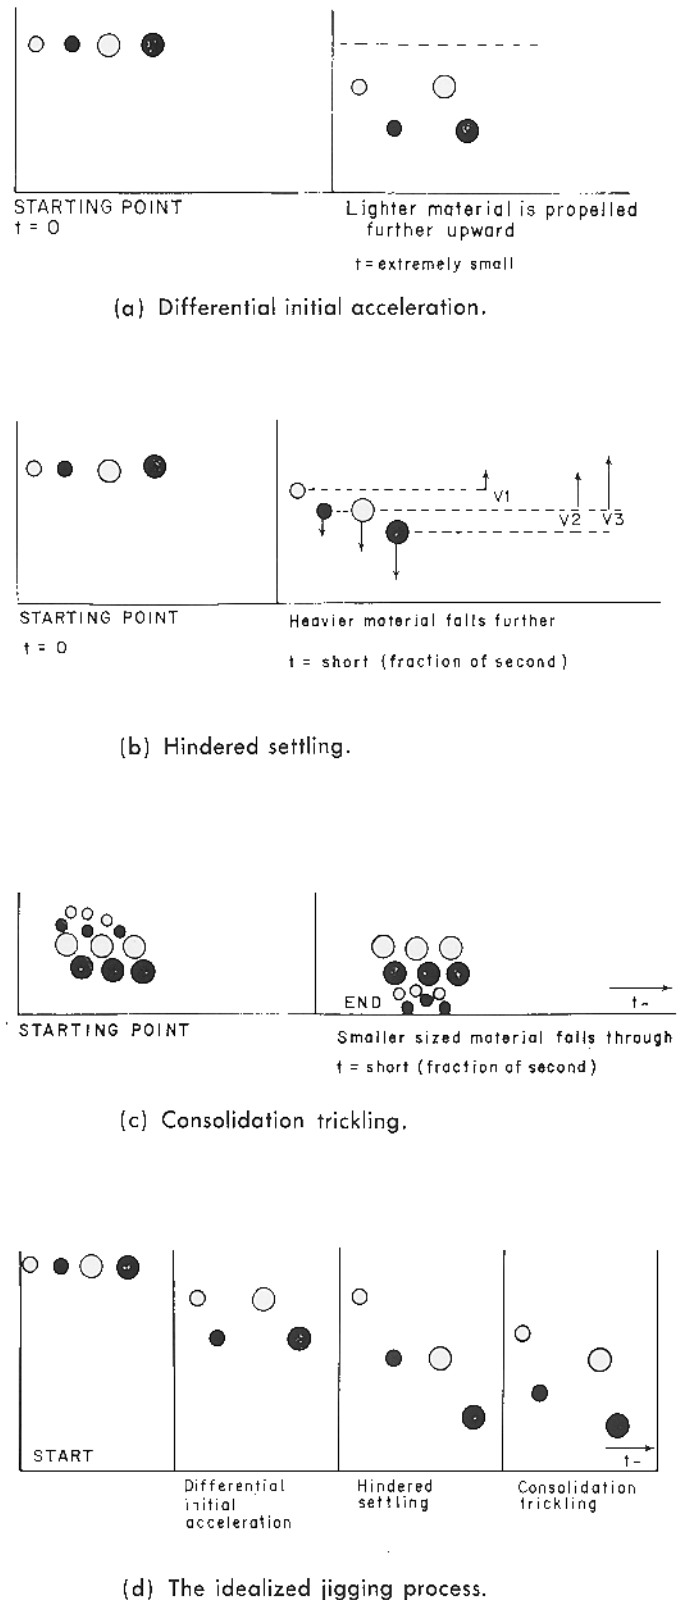 STARTING POINT
t = 0
Lighter material is propelled
further upward
t = extremely small
(a) Differential initial acceleration.
V1
V2 V3
STARTING POINT
t = 0
Heavier material falls further
t = short (fraction of second)
(b) Hindered settling.
END
t→
STARTING POINT
Smaller sized material falls through
t = short (fraction of second)
(c) Consolidation trickling.
START
t→
Differential
initial
acceleration
Hindered
settling
Consolidation
trickling
(d) The idealized jigging process.